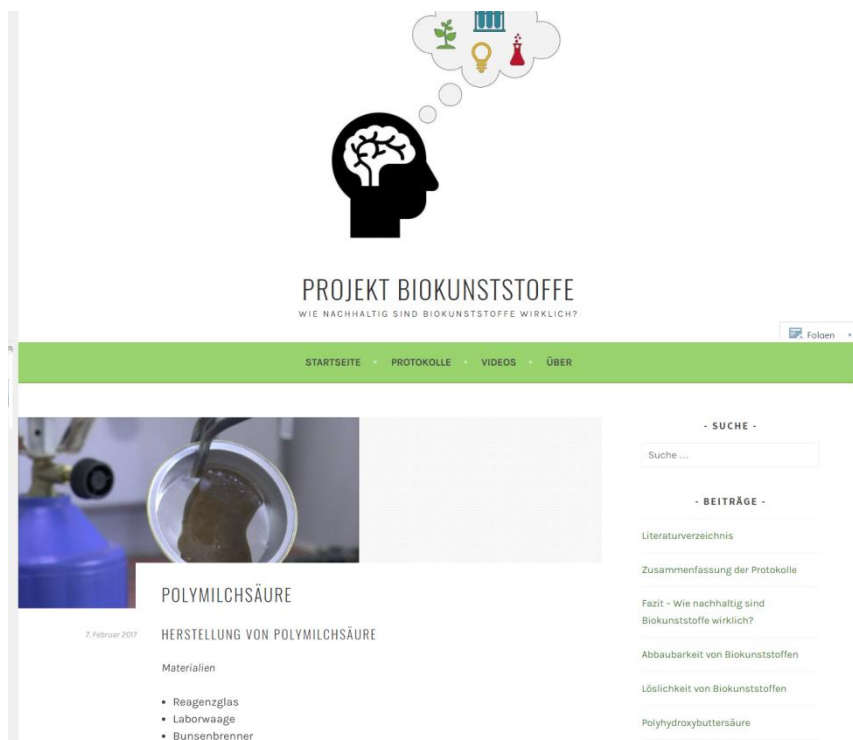 PROJEKT BIOKUNSTSTOFFE
WIE NACHHALTIG SIND BIOKUNSTSTOFFE WIRKLICH?
Folgen
STARTSEITE
PROTOKOLLE
VIDEOS
ÜBER
POLYMILCHSÄURE
7. Februar 2017
HERSTELLUNG VON POLYMILCHSÄURE
Materialien
• Reagenzglas
• Laborwaage
• Bunsenbrenner
- SUCHE -
Suche …
- BEITRÄGE -
Literaturverzeichnis
Zusammenfassung der Protokolle
Fazit – Wie nachhaltig sind
Biokunststoffe wirklich?
Abbaubarkeit von Biokunststoffen
Löslichkeit von Biokunststoffen
Polyhydroxybuttersäure